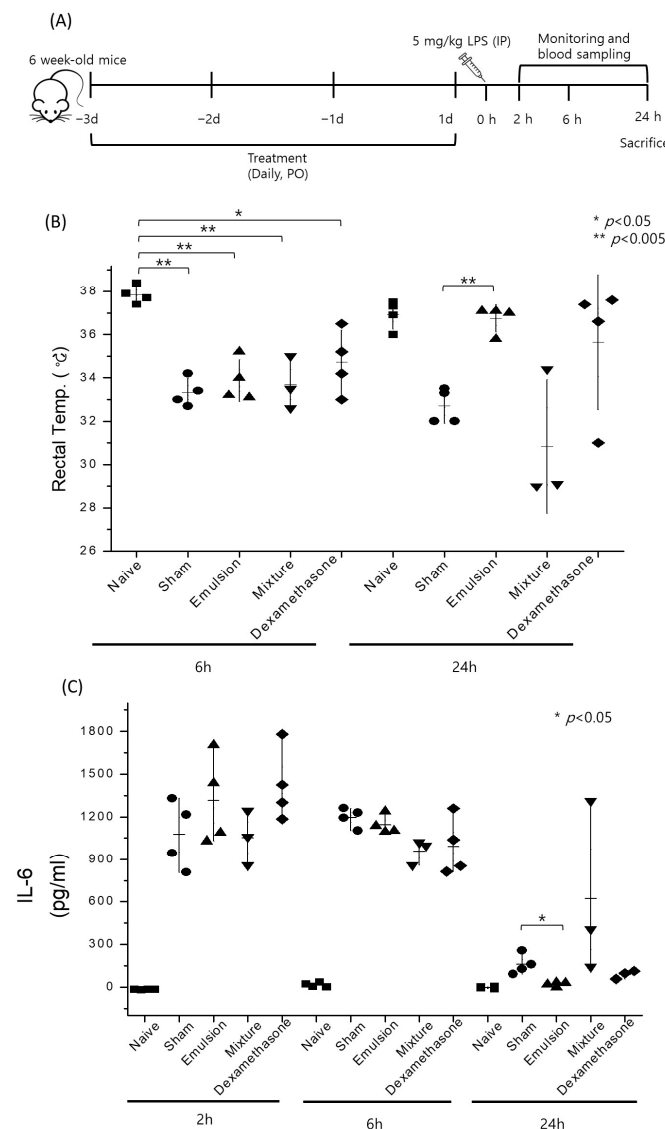 (A)
5 mg/kg LPS (IP)
Monitoring and
blood sampling
6 week-old mice
−3d
−2d
−1d
1d
0 h
2 h
6 h
24 h
Sacrifice
Treatment
(Daily, PO)
(B)
* p<0.05
** p<0.005
*
**
**
**
**
Rectal Temp. ( ℃)
38
36
34
32
30
28
26
Naive
Sham
Emulsion
Mixture
Dexamethasone
Naive
Sham
Emulsion
Mixture
Dexamethasone
6h
24h
(C)
* p<0.05
IL-6
(pg/ml)
1800
1500
1200
900
600
300
0
*
Naive
Sham
Emulsion
Mixture
Dexamethasone
Naive
Sham
Emulsion
Mixture
Dexamethasone
Naive
Sham
Emulsion
Mixture
Dexamethasone
2h
6h
24h